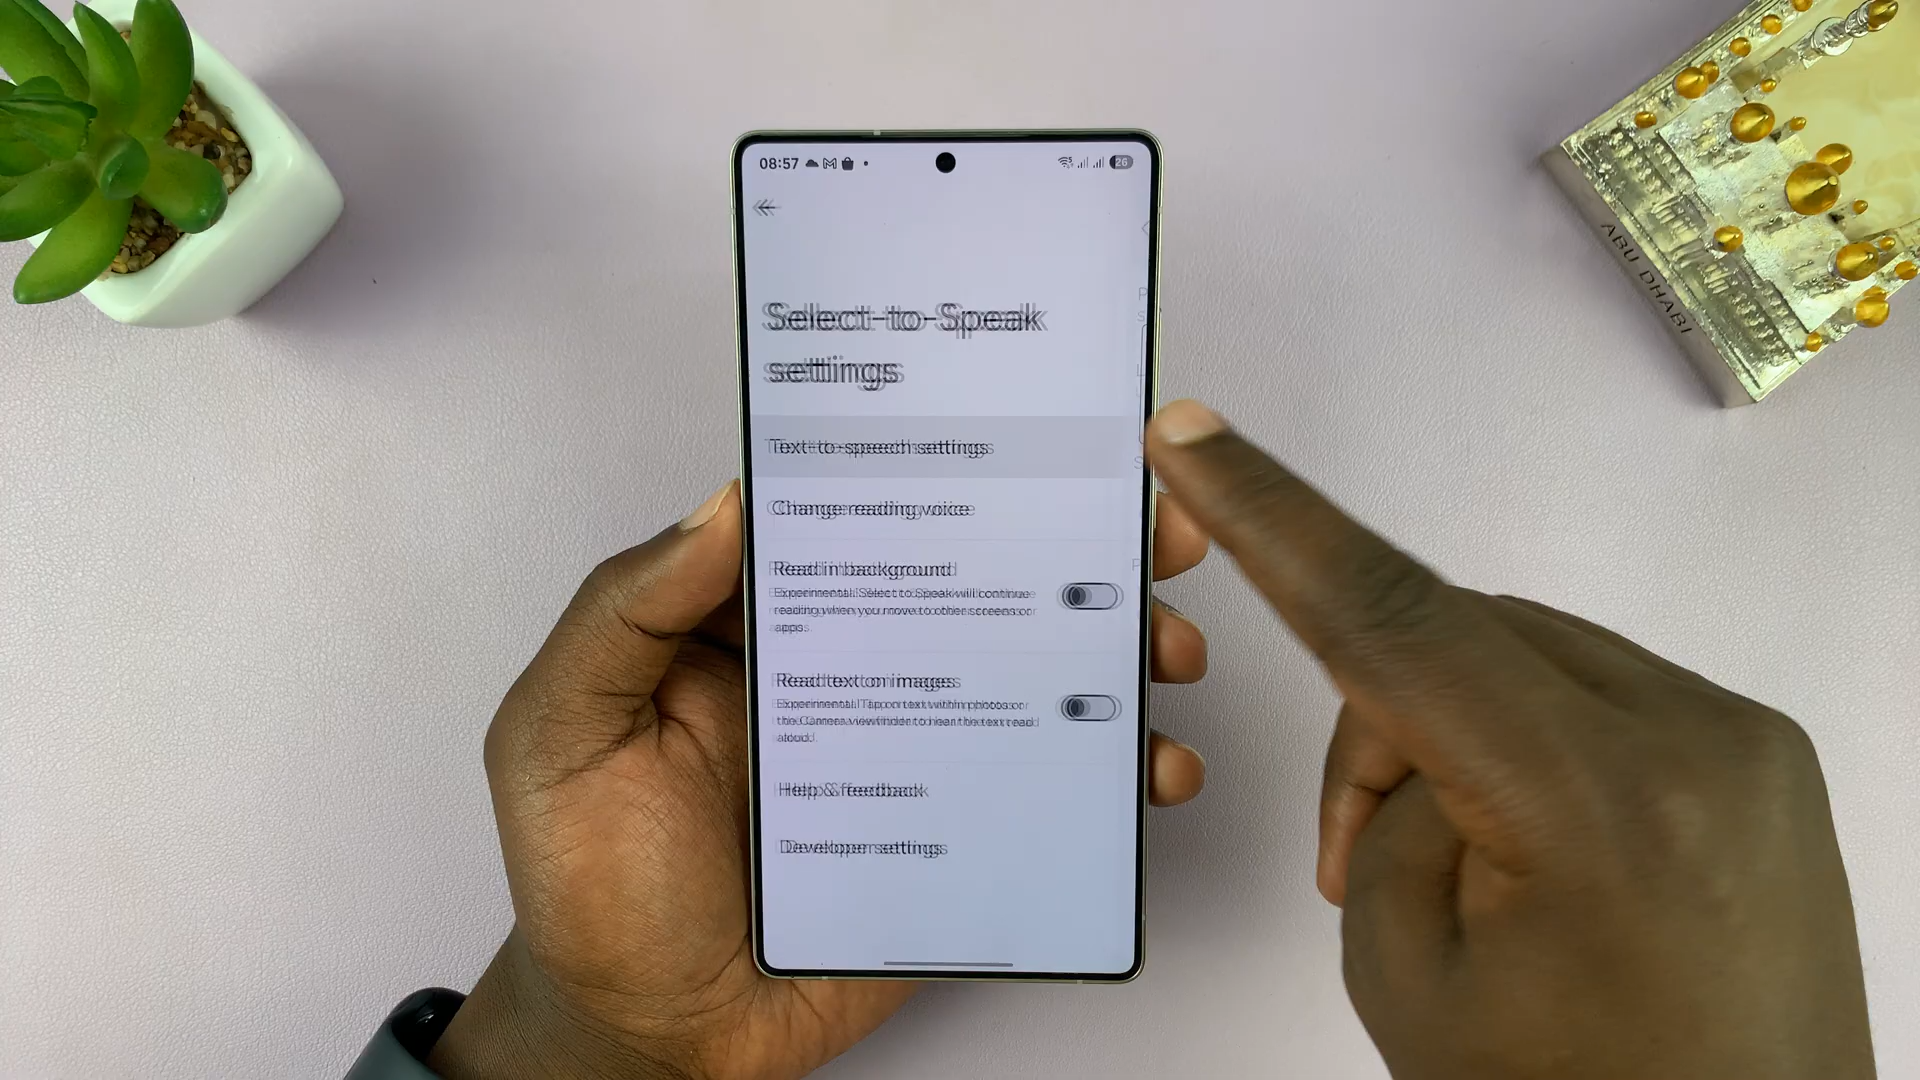 08:57
26
Select-to-Speak
settings
Text-to-speech settings
Change reading voice
Read in background
Experimental. Select to Speak will continue
reading when you move to other screens or
apps.
Read text on images
Experimental. Tap on text within photos or
the Camera viewfinder to hear the text read
aloud.
Help & feedback
Developer settings
ABU DHABI